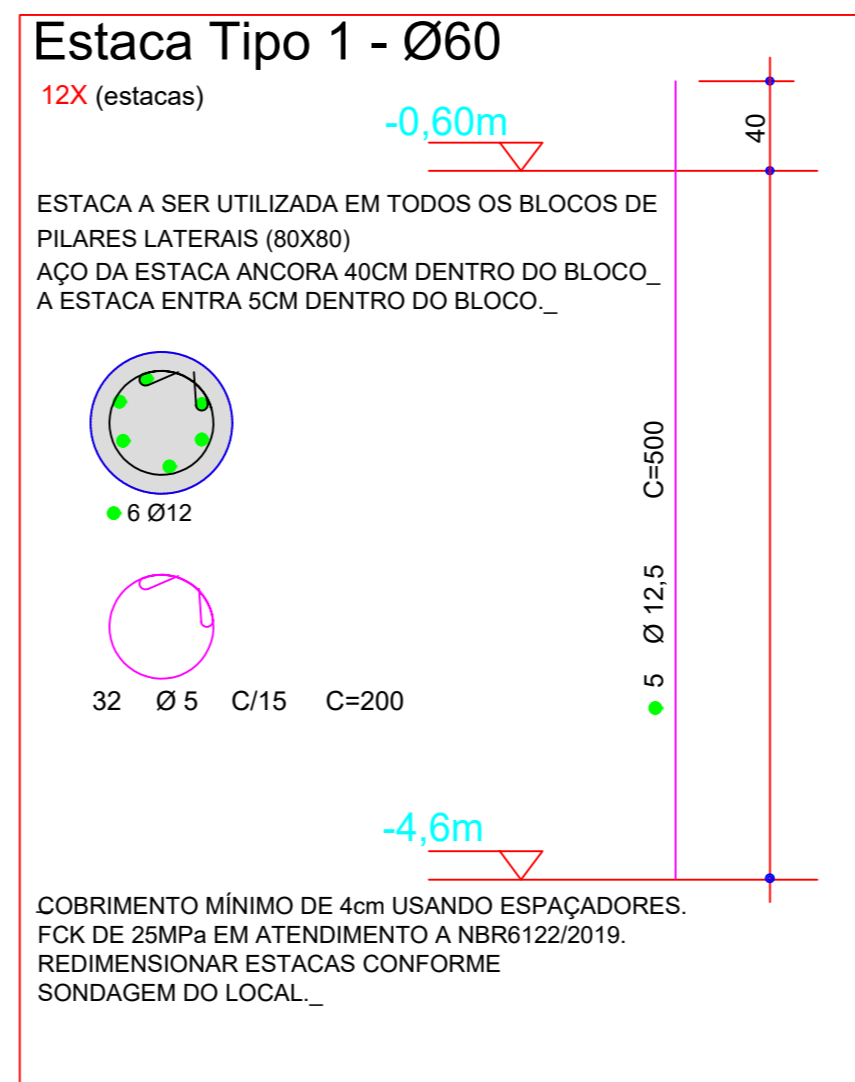 Estaca Tipo 1 - Ø60
12X (estacas)
-0,60m
40
ESTACA A SER UTILIZADA EM TODOS OS BLOCOS DE
PILARES LATERAIS (80X80)
AÇO DA ESTACA ANCORA 40CM DENTRO DO BLOCO_
A ESTACA ENTRA 5CM DENTRO DO BLOCO._
6 Ø12
32 Ø 5 C/15 C=200
5 Ø 12,5 C=500
-4,6m
COBRIMENTO MÍNIMO DE 4cm USANDO ESPAÇADORES.
FCK DE 25MPa EM ATENDIMENTO A NBR6122/2019.
REDIMENSIONAR ESTACAS CONFORME
SONDAGEM DO LOCAL._